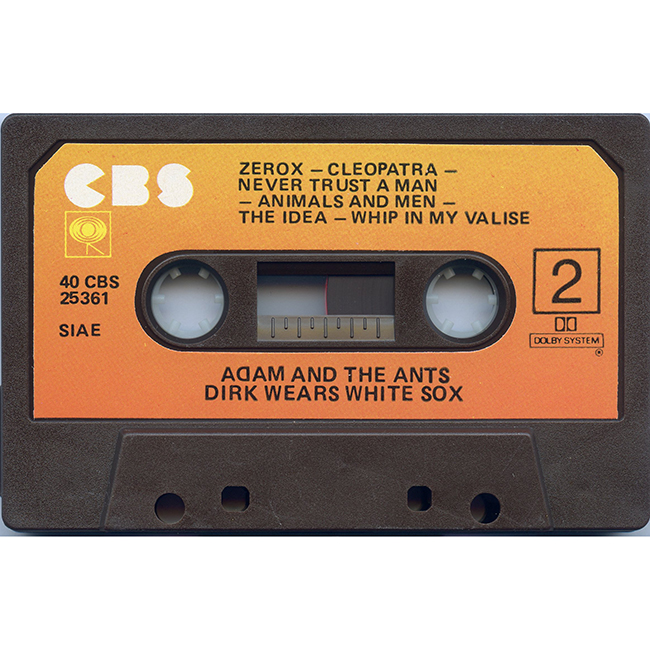 CBS
ZEROX – CLEOPATRA –
NEVER TRUST A MAN
– ANIMALS AND MEN –
THE IDEA – WHIP IN MY VALISE
40 CBS
25361
SIAE
2
DOLBY SYSTEM
®
ADAM AND THE ANTS
DIRK WEARS WHITE SOX